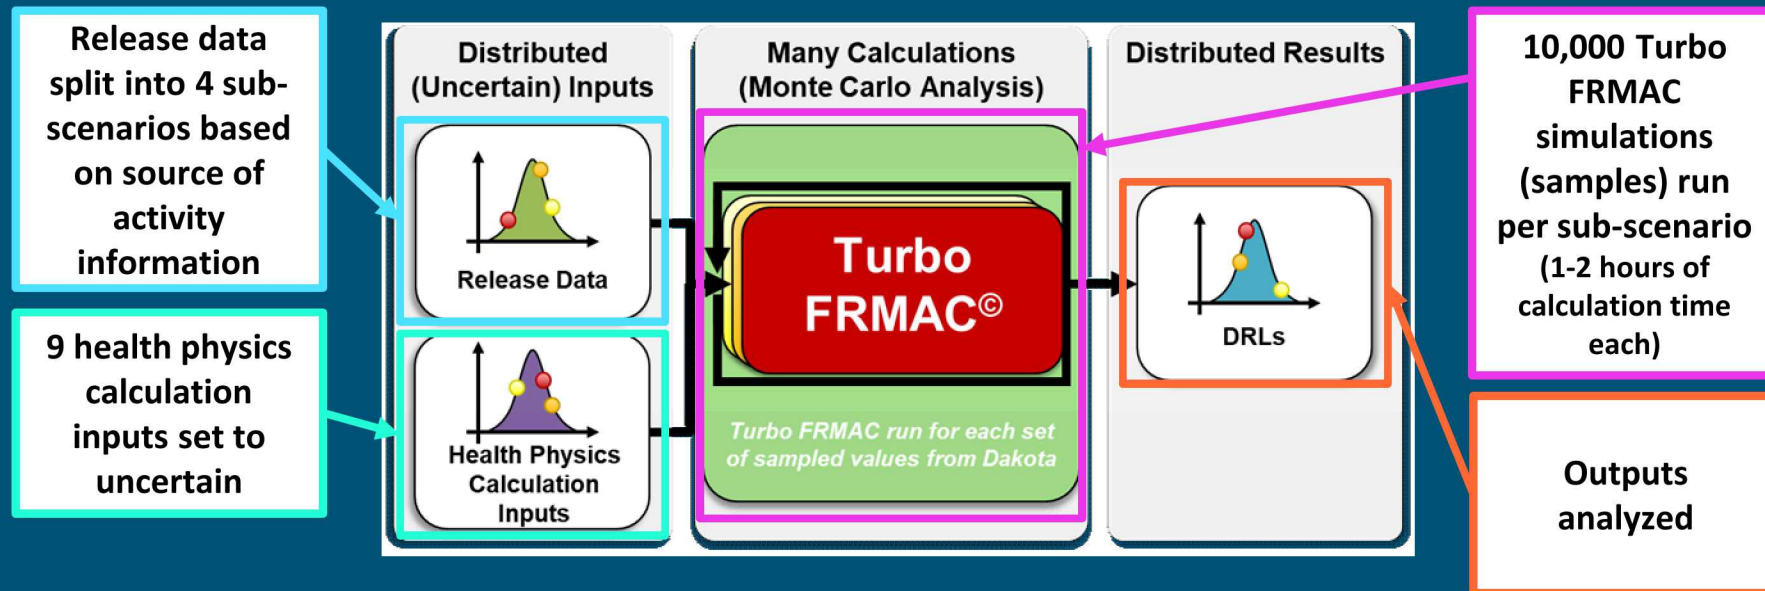 Release data
split into 4 sub-
scenarios based
on source of
activity
information
9 health physics
calculation
inputs set to
uncertain
Distributed
(Uncertain) Inputs
Release Data
Health Physics
Calculation
Inputs
Many Calculations
(Monte Carlo Analysis)
Turbo
FRMAC©
Turbo FRMAC run for each set
of sampled values from Dakota
Distributed Results
DRLs
10,000 Turbo
FRMAC
simulations
(samples) run
per sub-scenario
(1-2 hours of
calculation time
each)
Outputs
analyzed